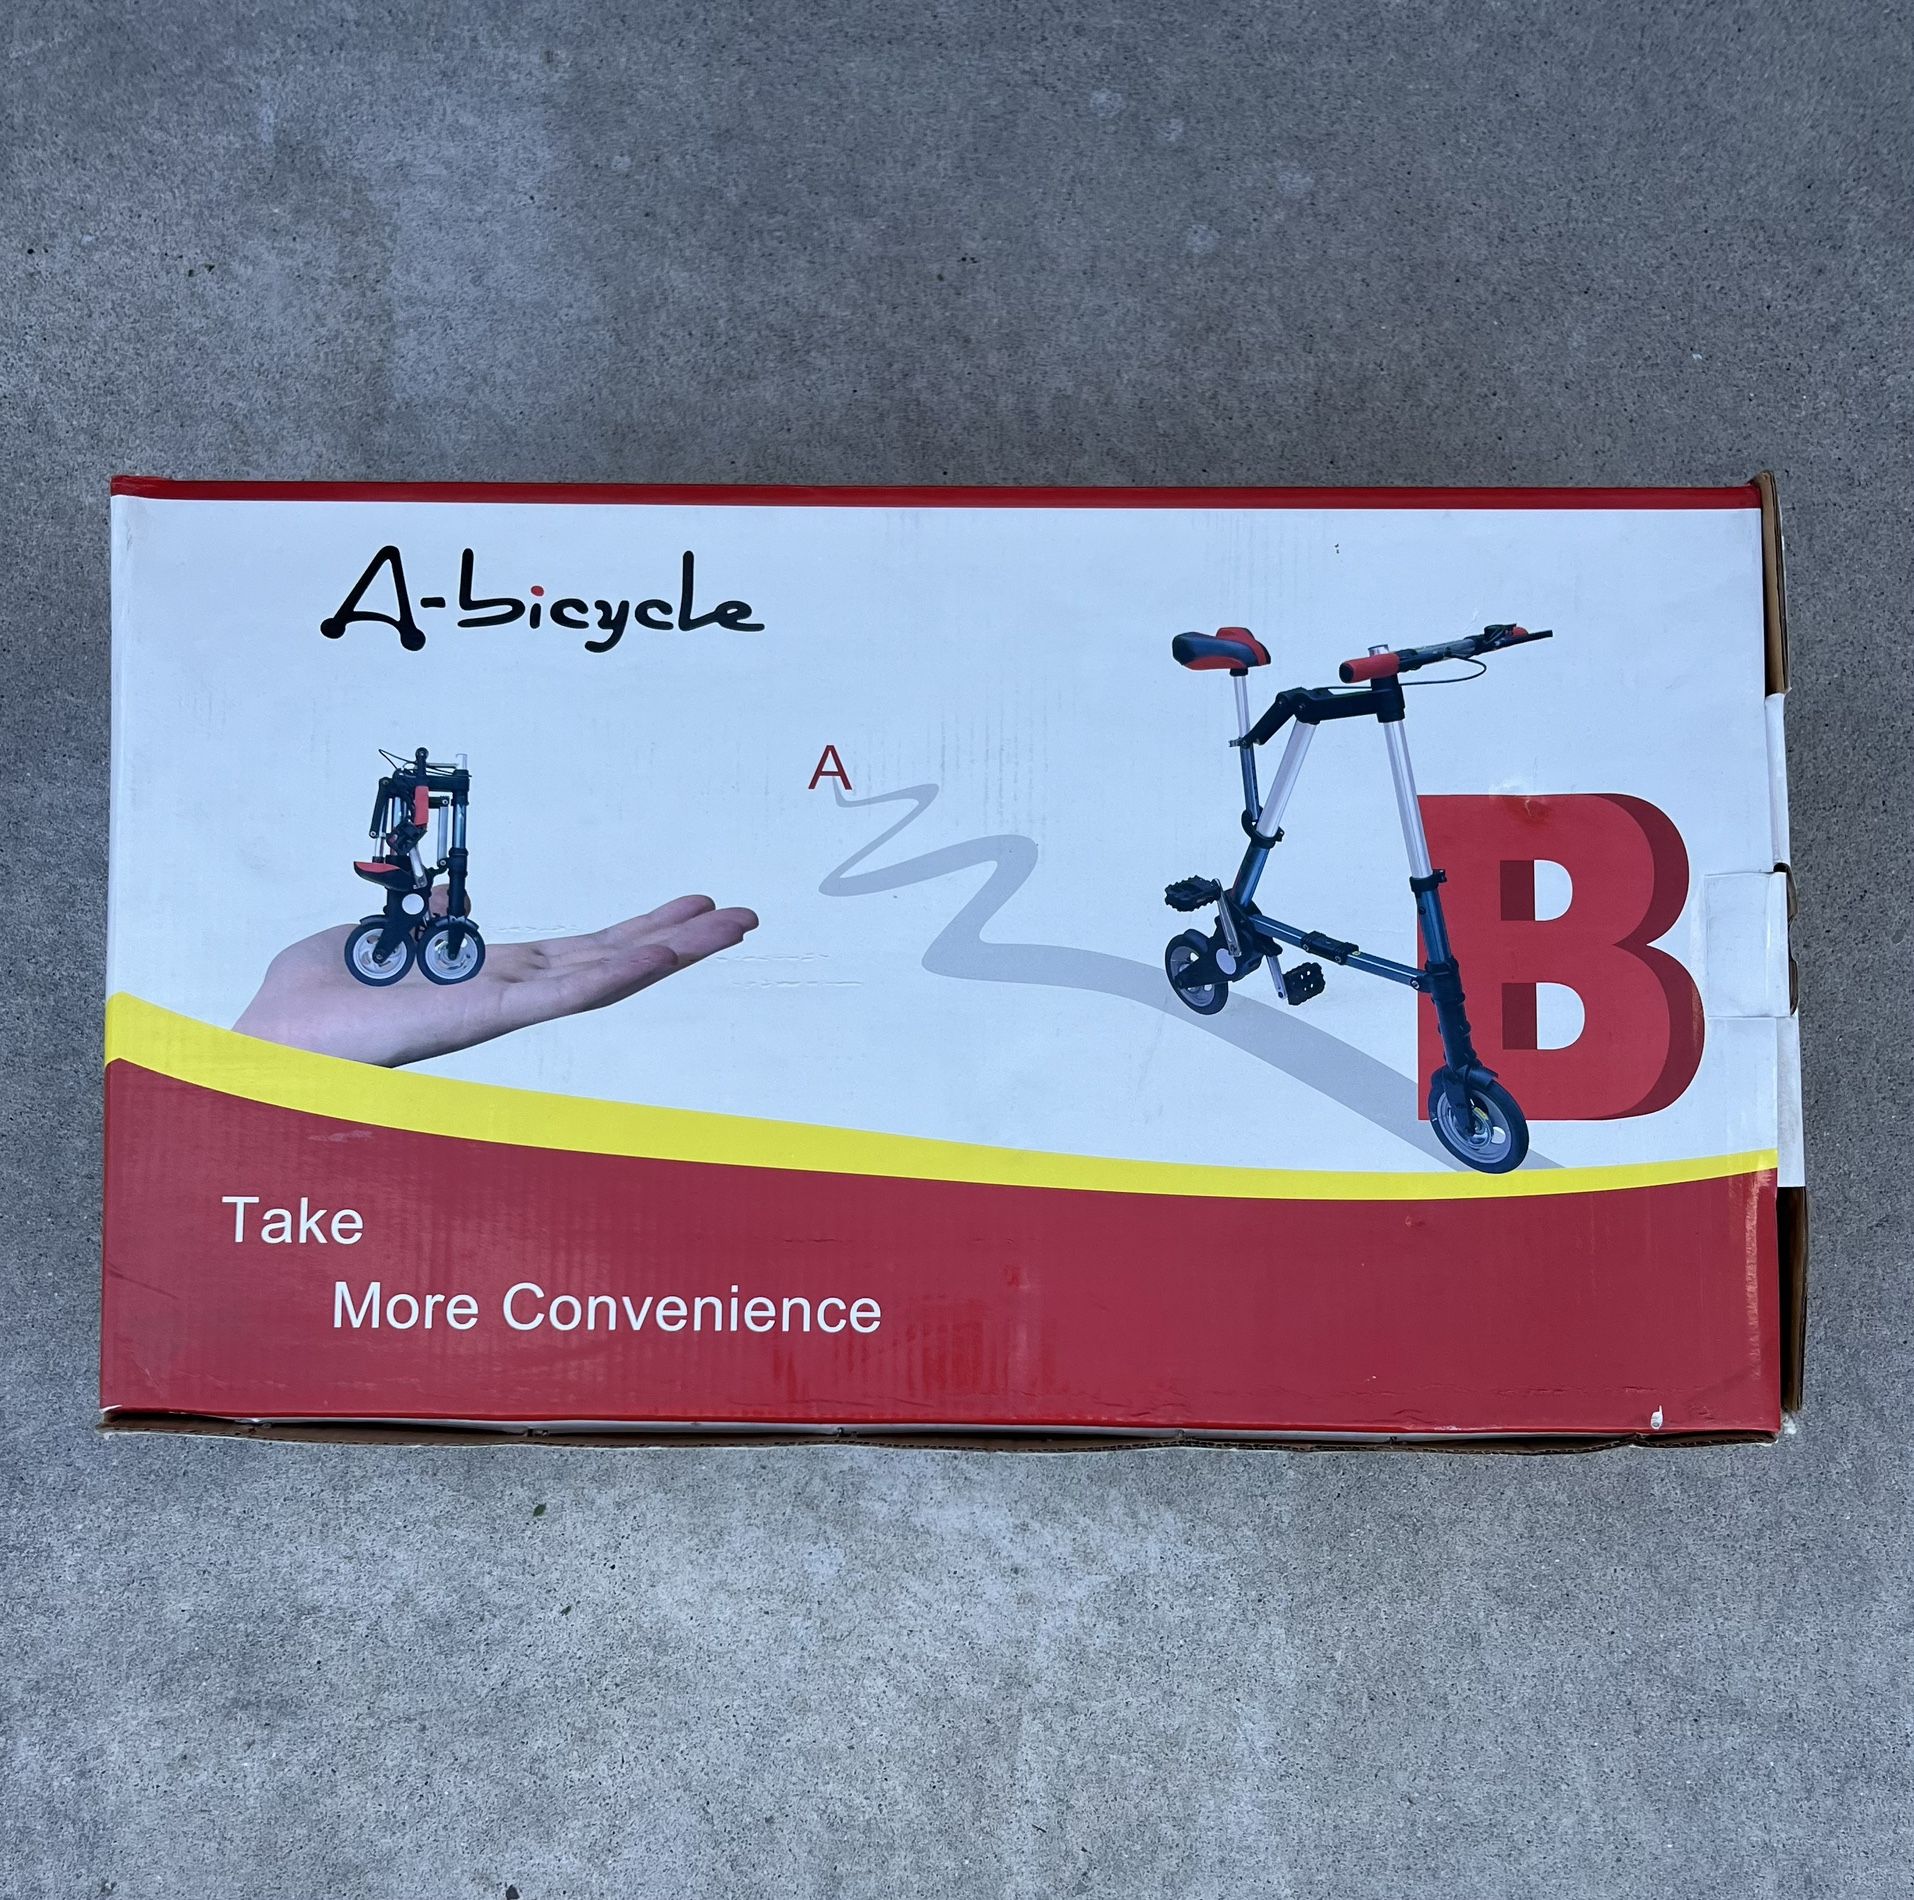 A-bicycle
A
B
Take
More Convenience